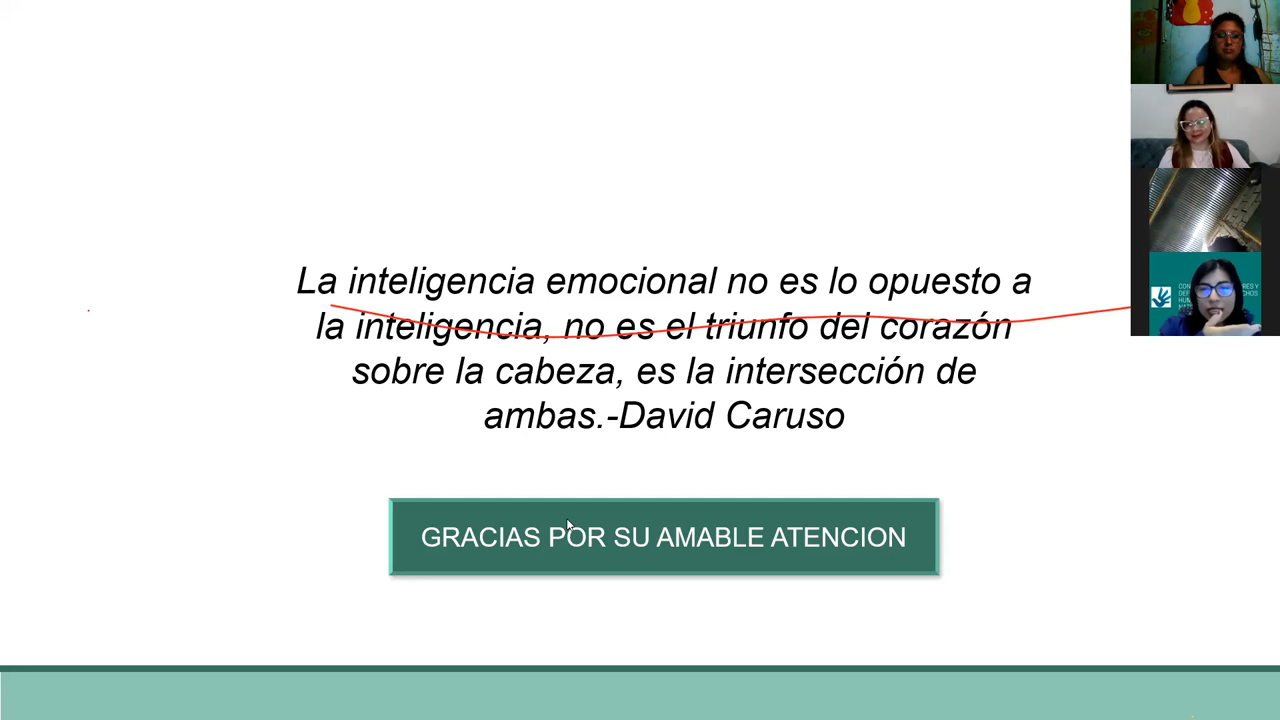 La inteligencia emocional no es lo opuesto a
la inteligencia, no es el triunfo del corazón
sobre la cabeza, es la intersección de
ambas.-David Caruso
GRACIAS POR SU AMABLE ATENCION